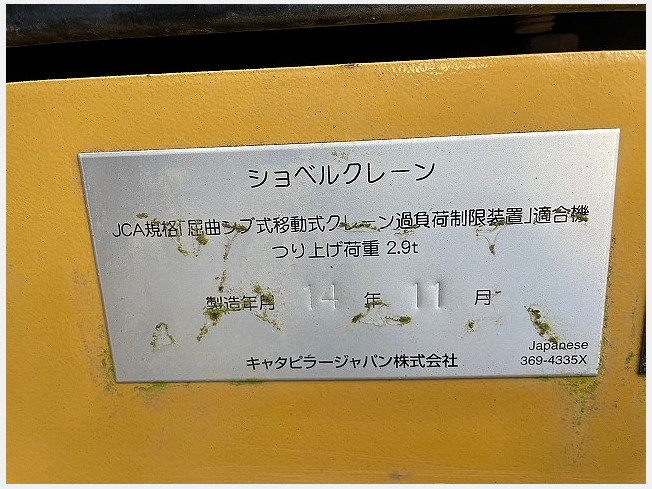 ショベルクレーン
JCA規格「屈曲ジブ式移動式クレーン過負荷制限装置」適合機
つり上げ荷重 2.9t
製造年月 14 年 11 月
キャタピラージャパン株式会社
Japanese
369-4335X